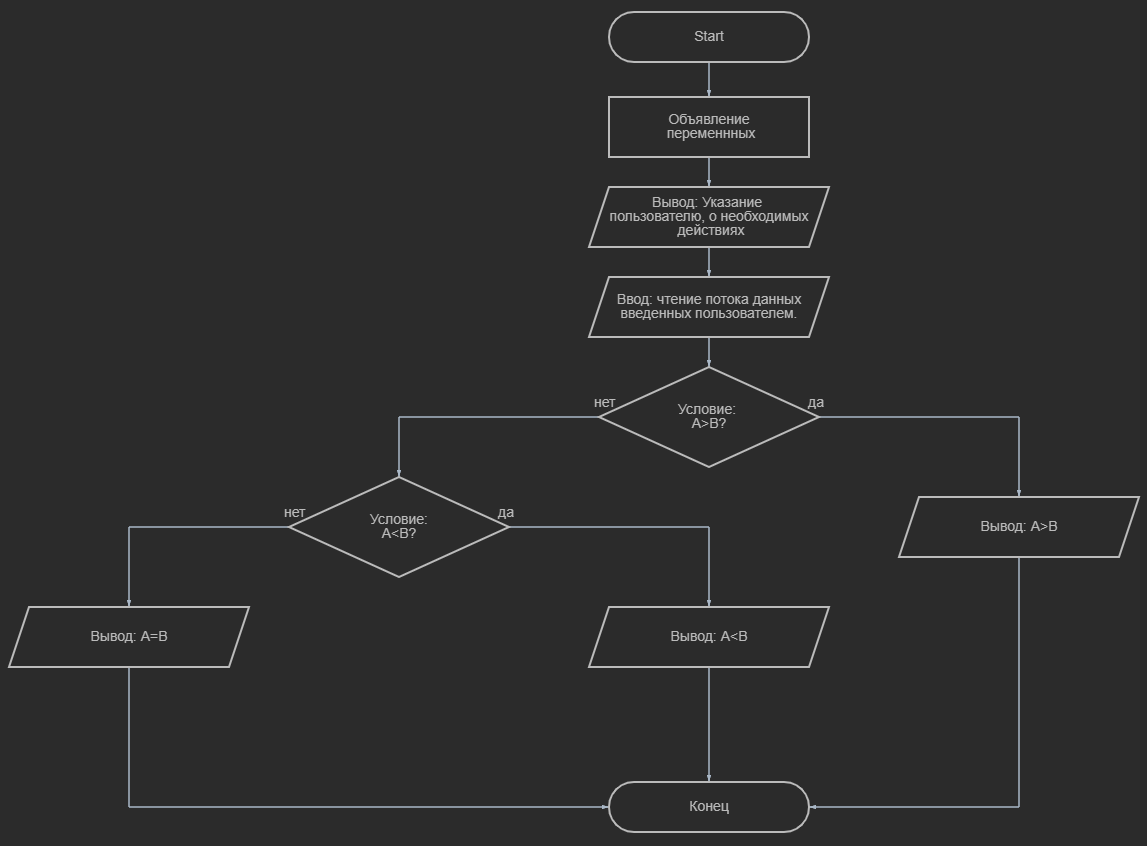 Start
Объявление
переменнных
Вывод: Указание
пользователю, о необходимых
действиях
Ввод: чтение потока данных
введенных пользователем.
нет
Условие:
A>B?
да
нет
Условие:
A<B?
да
Вывод: A>B
Вывод: A=B
Вывод: A<B
Конец